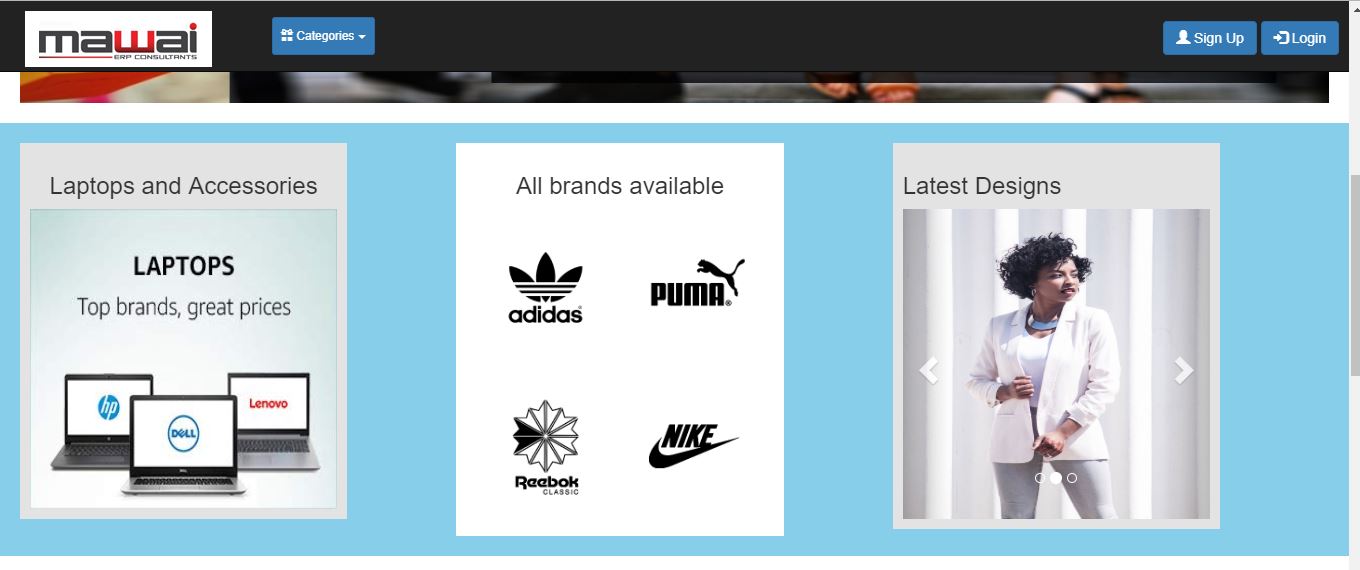 mawai
ERP CONSULTANTS
Categories
Sign Up
Login
Laptops and Accessories
LAPTOPS
Top brands, great prices
hp
DELL
Lenovo
DELL
All brands available
adidas
PUMA
Reebok
CLASSIC
NIKE
Latest Designs